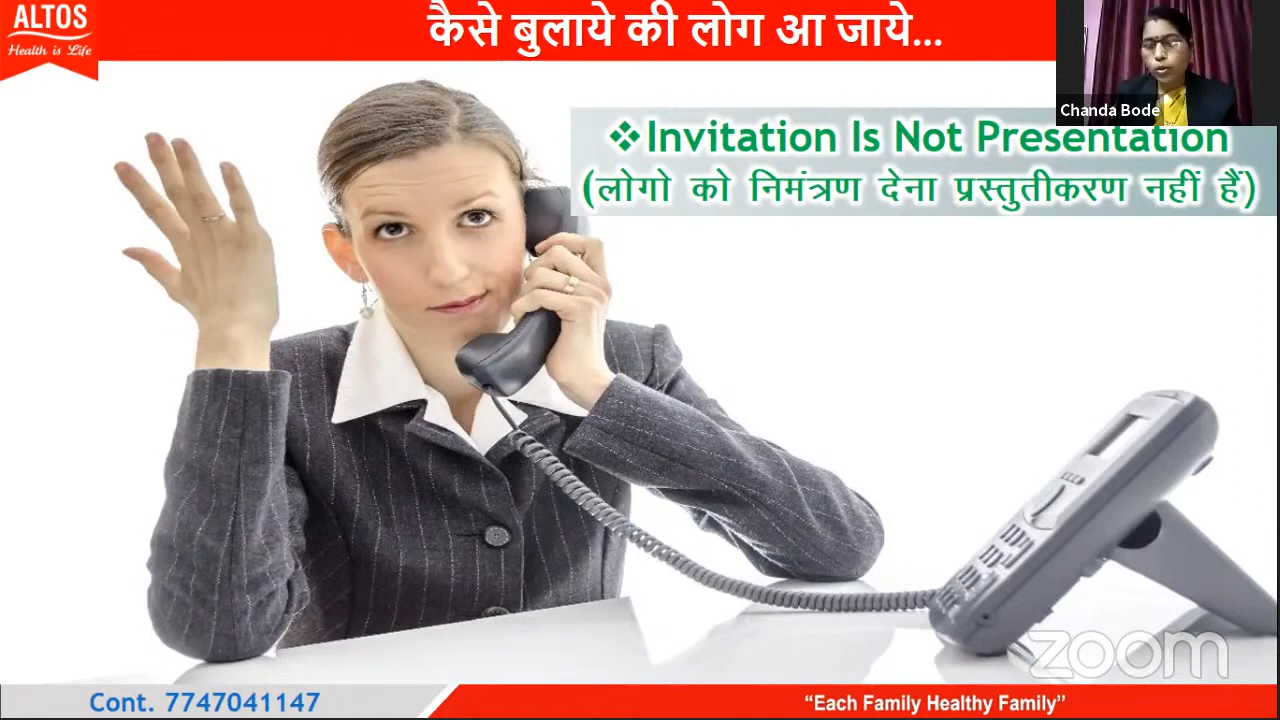 ALTOS
Health is Life
कैसे बुलाये की लोग आ जाये...
Chanda Bode
❖Invitation Is Not Presentation
(लोगो को निमंत्रण देना प्रस्तुतीकरण नहीं हैं)
zoom
Cont. 7747041147
“Each Family Healthy Family”